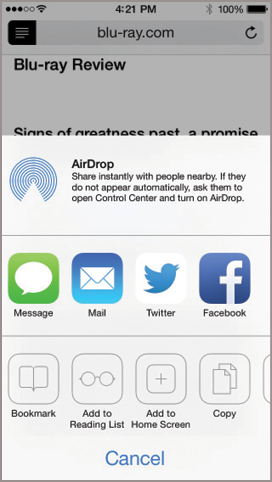 4:21 PM 100%
blu-ray.com
Blu-ray Review
Signs of greatness past, a promise
AirDrop
Share instantly with people nearby. If they
do not appear automatically, ask them to
open Control Center and turn on AirDrop.
Message Mail Twitter Facebook
Bookmark Add to Add to Copy
Reading List Home Screen
Cancel